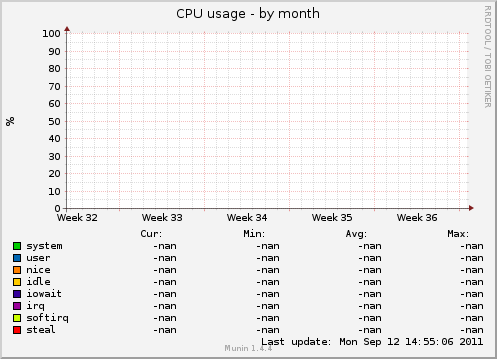 CPU usage - by month
RRDTOOL / TOBI OETIKER
100
90
80
70
60
50
40
30
20
10
0
%
Week 32 Week 33 Week 34 Week 35 Week 36
Cur: Min: Avg: Max:
system -nan -nan -nan -nan
user -nan -nan -nan -nan
nice -nan -nan -nan -nan
idle -nan -nan -nan -nan
iowait -nan -nan -nan -nan
irq -nan -nan -nan -nan
softirq -nan -nan -nan -nan
steal -nan -nan -nan -nan
Last update: Mon Sep 12 14:55:06 2011
Munin 1.4.4